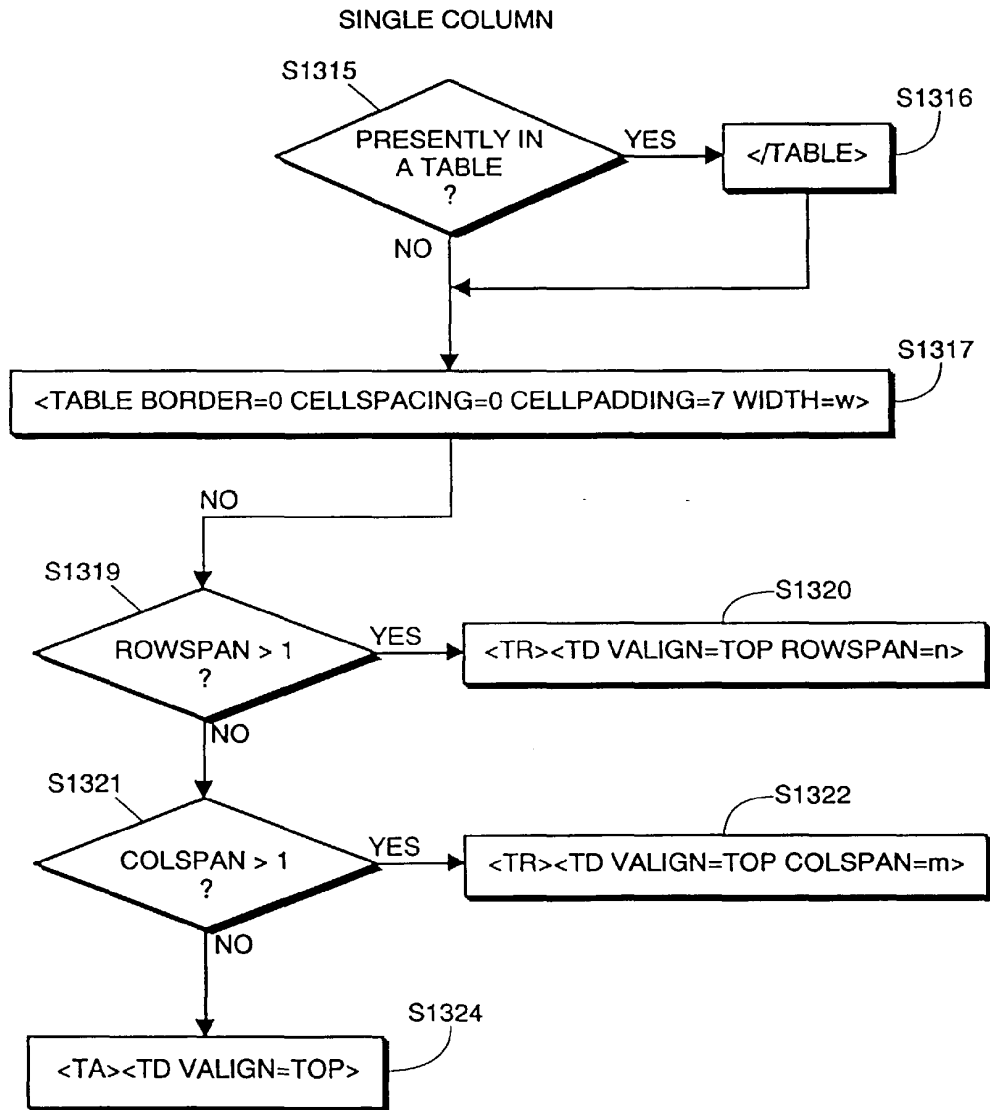 SINGLE COLUMN
S1315
PRESENTLY IN
A TABLE
?
YES
S1316
</TABLE>
NO
S1317
<TABLE BORDER=0 CELLSPACING=0 CELLPADDING=7 WIDTH=w>
NO
S1319
ROWSPAN > 1
?
YES
S1320
<TR><TD VALIGN=TOP ROWSPAN=n>
NO
S1321
COLSPAN > 1
?
YES
S1322
<TR><TD VALIGN=TOP COLSPAN=m>
NO
S1324
<TA><TD VALIGN=TOP>